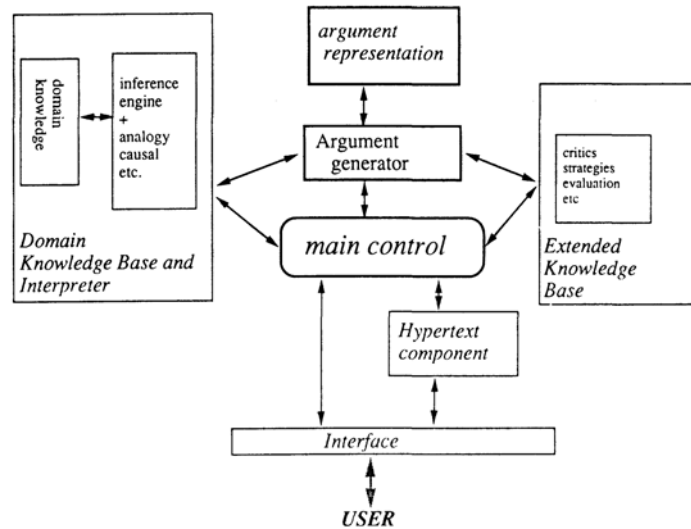 argument
representation
domain
knowledge
inference
engine
+
analogy
causal
etc.
Argument
generator
critics
strategies
evaluation
etc
main control
Domain
Knowledge Base and
Interpreter
Extended
Knowledge
Base
Hypertext
component
Interface
USER